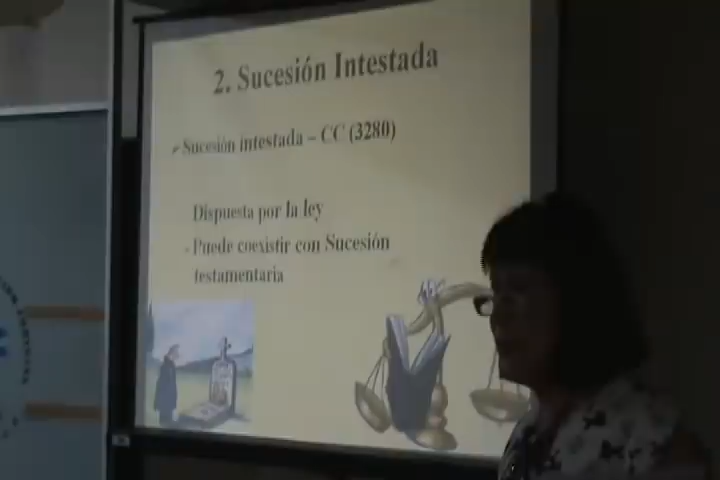 2. Sucesión Intestada
Sucesión intestada – CC (3280)
Dispuesta por la ley
- Puede coexistir con Sucesión
testamentaria